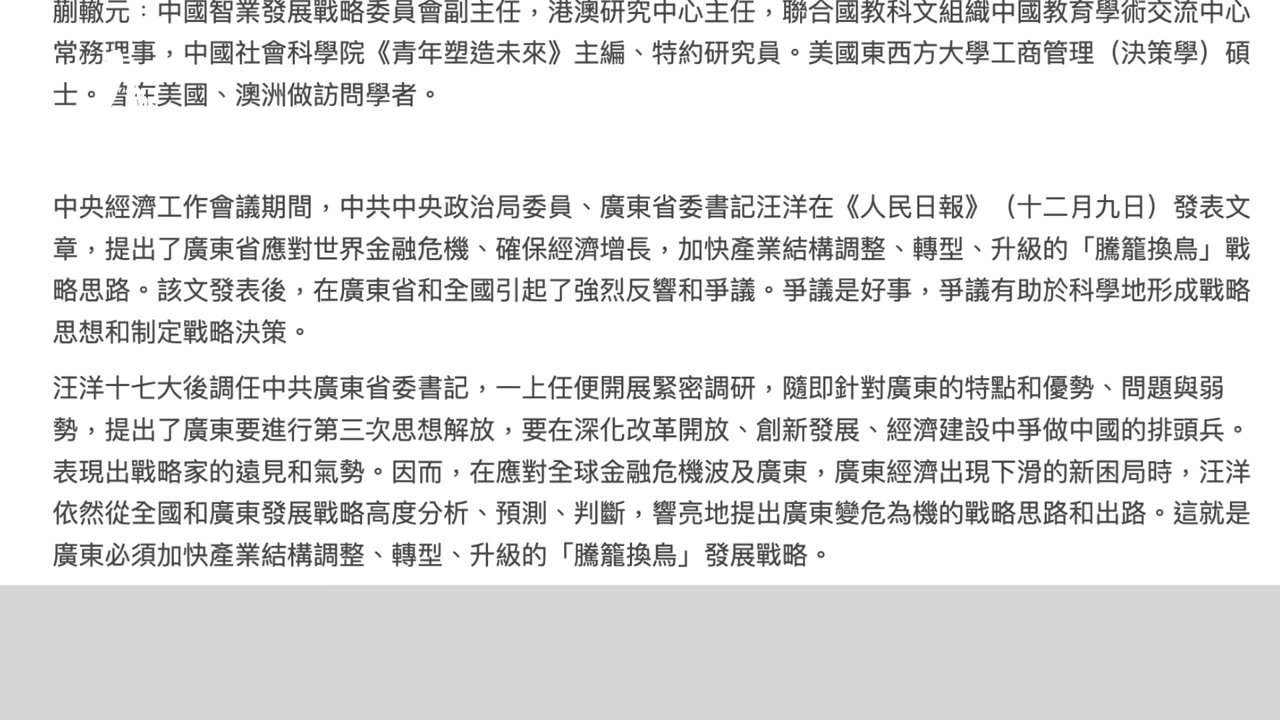 蒯轍元：中國智業發展戰略委員會副主任，港澳研究中心主任，聯合國教科文組織中國教育學術交流中心
常務理事，中國社會科學院《青年塑造未來》主編、特約研究員。美國東西方大學工商管理（決策學）碩
士。曾在美國、澳洲做訪問學者。
中央經濟工作會議期間，中共中央政治局委員、廣東省委書記汪洋在《人民日報》（十二月九日）發表文
章，提出了廣東省應對世界金融危機、確保經濟增長，加快產業結構調整、轉型、升級的「騰籠換鳥」戰
略思路。該文發表後，在廣東省和全國引起了強烈反響和爭議。爭議是好事，爭議有助於科學地形成戰略
思想和制定戰略決策。
汪洋十七大後調任中共廣東省委書記，一上任便開展緊密調研，隨即針對廣東的特點和優勢、問題與弱
勢，提出了廣東要進行第三次思想解放，要在深化改革開放、創新發展、經濟建設中爭做中國的排頭兵。
表現出戰略家的遠見和氣勢。因而，在應對全球金融危機波及廣東，廣東經濟出現下滑的新困局時，汪洋
依然從全國和廣東發展戰略高度分析、預測、判斷，響亮地提出廣東變危為機的戰略思路和出路。這就是
廣東必須加快產業結構調整、轉型、升級的「騰籠換鳥」發展戰略。